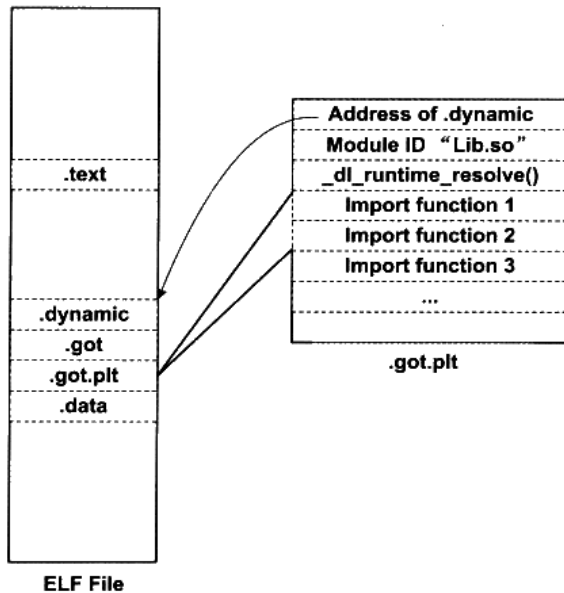 .text
.dynamic
.got
.got.plt
.data
ELF File
Address of .dynamic
Module ID “Lib.so”
_dl_runtime_resolve()
Import function 1
Import function 2
Import function 3
...
.got.plt